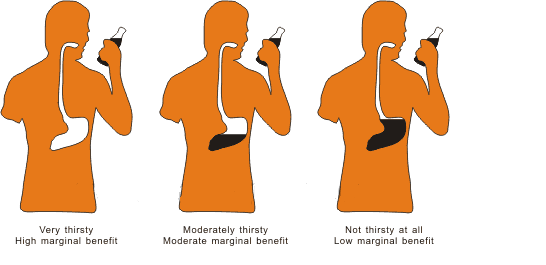 Very thirsty
High marginal benefit
Moderately thirsty
Moderate marginal benefit
Not thirsty at all
Low marginal benefit